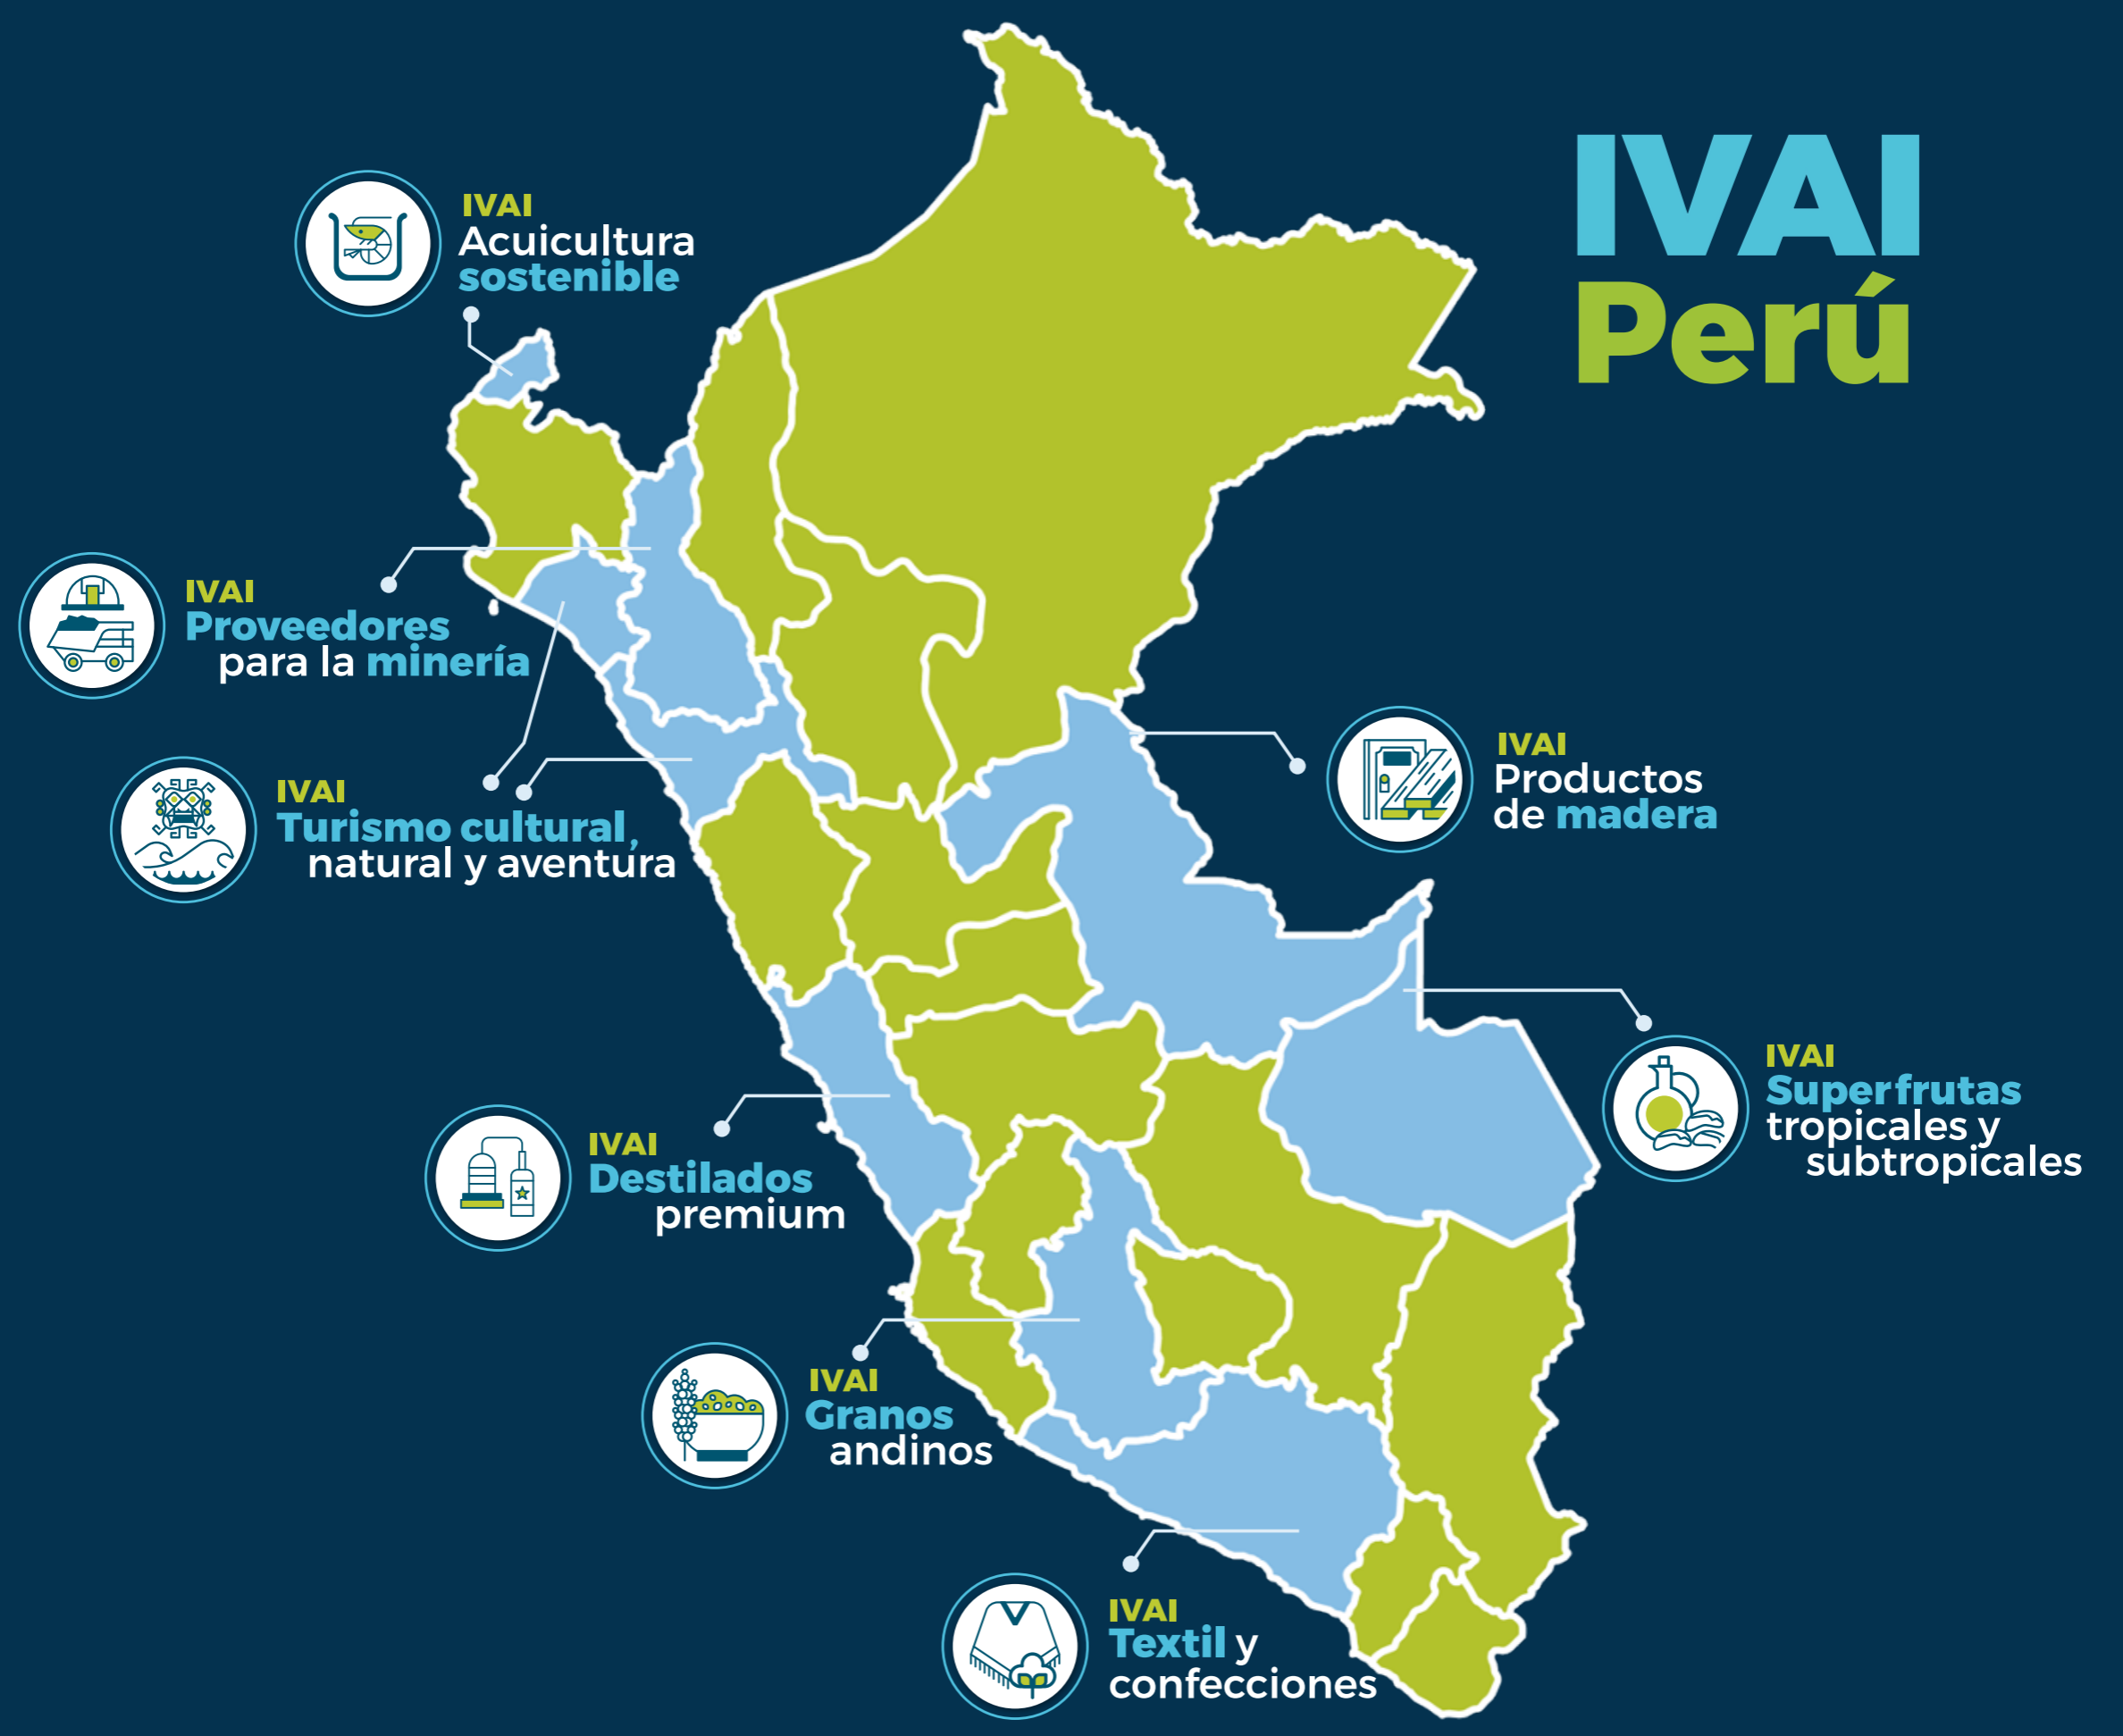 IVAI
Perú
IVAI
Acuicultura
sostenible
IVAI
Proveedores
para la minería
IVAI
Turismo cultural,
natural y aventura
IVAI
Productos
de madera
IVAI
Superfrutas
tropicales y
subtropicales
IVAI
Destilados
premium
IVAI
Granos
andinos
IVAI
Textil y
confecciones